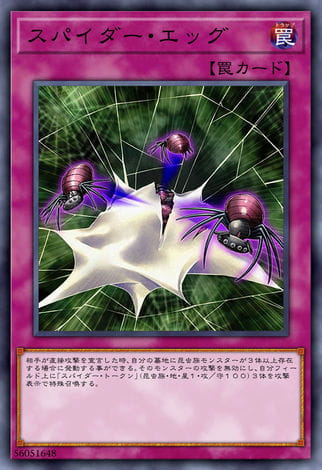 スパイダー・エッグ
トラップ
罠
【罠カード】
相手が直接攻撃を宣言した時、自分の墓地に昆虫族モンスターが3体以上存在
する場合に発動する事ができる。そのモンスターの攻撃を無効にし、自分フィー
ルド上に「スパイダー・トークン」(昆虫族・地・星1・攻/守100)3体を攻撃
表示で特殊召喚する。
56051648